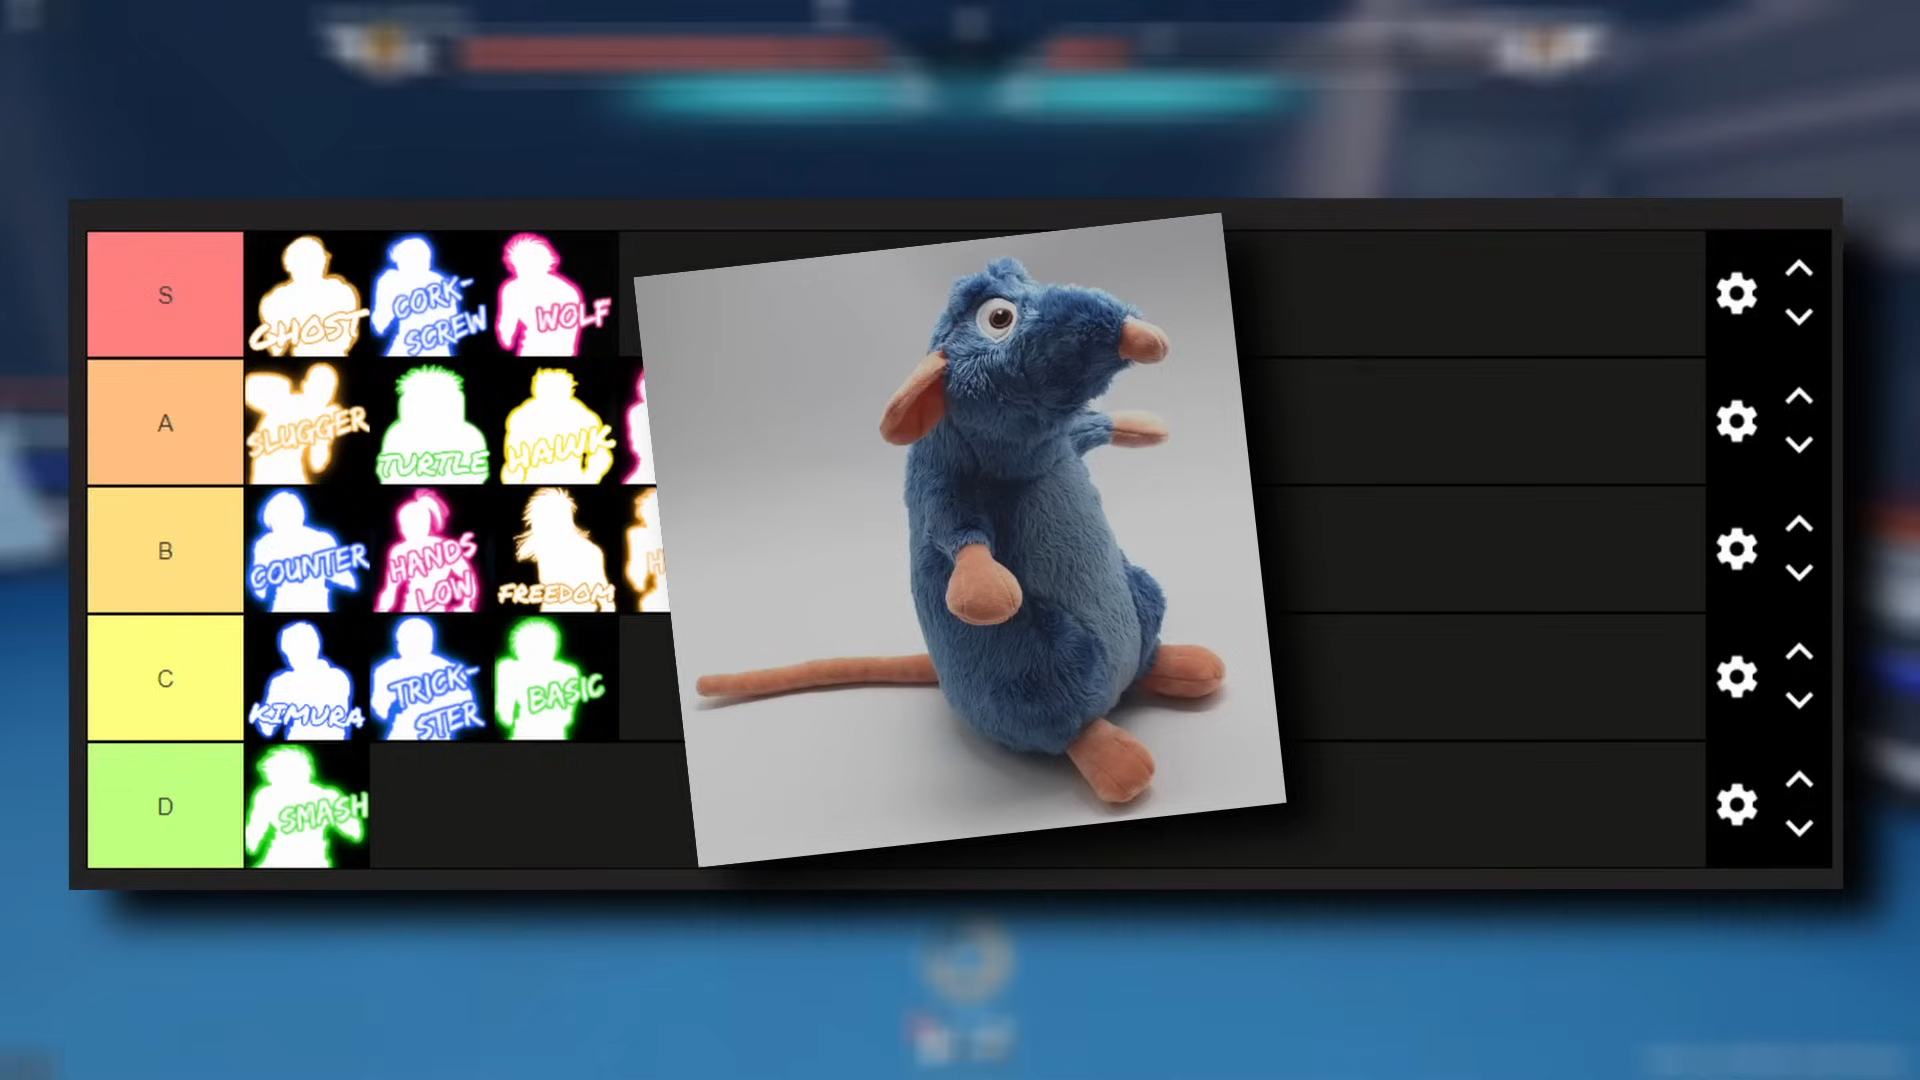 S
GHOST
CORK-
SCREW
WOLF
A
SLUGGER
TURTLE
HAWK
B
COUNTER
HANDS
LOW
FREEDOM
C
KIMURA
TRICK-
STER
BASIC
D
SMASH